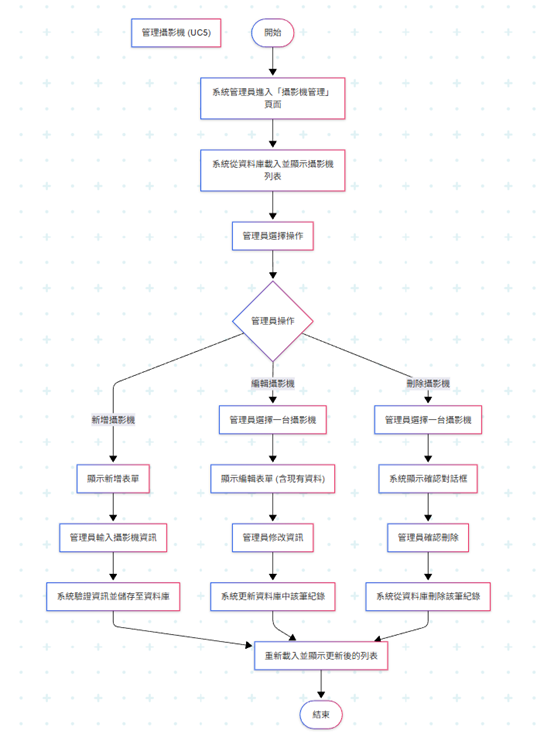 管理攝影機 (UC5)
開始
系統管理員進入「攝影機管理」
頁面
系統從資料庫載入並顯示攝影機
列表
管理員選擇操作
管理員操作
新增攝影機
編輯攝影機
刪除攝影機
管理員選擇一台攝影機
管理員選擇一台攝影機
顯示新增表單
顯示編輯表單 (含現有資料)
系統顯示確認對話框
管理員輸入攝影機資訊
管理員修改資訊
管理員確認刪除
系統驗證資訊並儲存至資料庫
系統更新資料庫中該筆紀錄
系統從資料庫刪除該筆紀錄
重新載入並顯示更新後的列表
結束